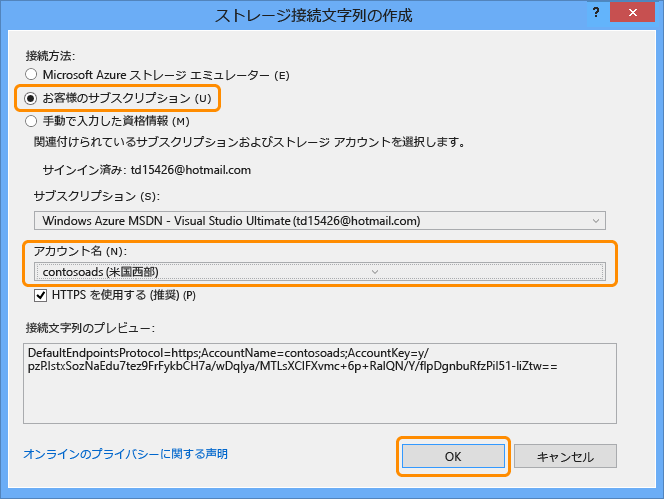 ストレージ接続文字列の作成
?
接続方法:
Microsoft Azure ストレージ エミュレーター (E)
お客様のサブスクリプション (U)
手動で入力した資格情報 (M)
関連付けられているサブスクリプションおよびストレージ アカウントを選択します。
サインイン済み: td15426@hotmail.com
サブスクリプション (S):
Windows Azure MSDN - Visual Studio Ultimate (td15426@hotmail.com)
アカウント名 (N):
contosoads (米国西部)
HTTPS を使用する (推奨) (P)
接続文字列のプレビュー:
DefaultEndpointsProtocol=https;AccountName=contosoads;AccountKey=y/
オンラインのプライバシーに関する声明
OK
キャンセル